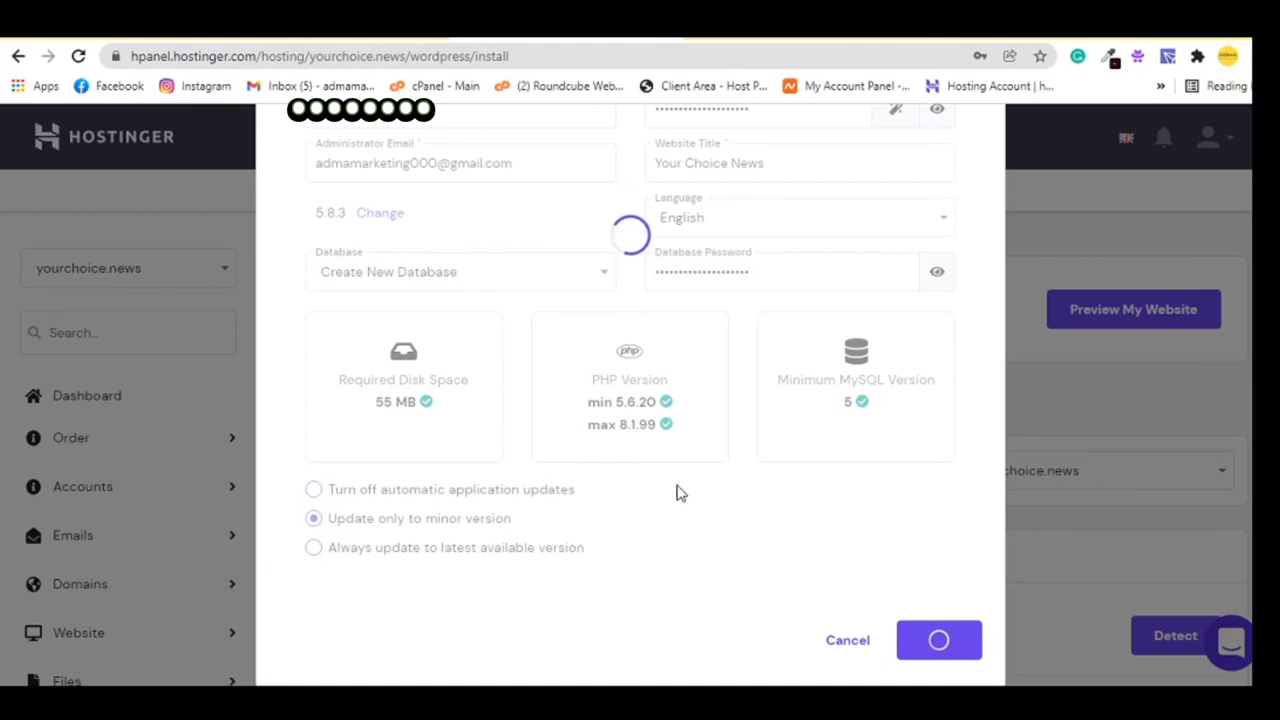 hpanel.hostinger.com/hosting/yourchoice.news/wordpress/install
Apps Facebook Instagram Inbox (5) - admama... cPanel - Main (2) Roundcube Web... Client Area - Host P... My Account Panel -... Hosting Account | h... » Reading
HOSTINGER
Administrator Email *
admamarketing000@gmail.com
Website Title *
Your Choice News
5.8.3 Change
Language
English
Database
Create New Database
Database Password
yourchoice.news
Search...
Preview My Website
Required Disk Space
55 MB
PHP Version
min 5.6.20
max 8.1.99
Minimum MySQL Version
5
Dashboard
Order
Accounts
Emails
Domains
Website
Files
choice.news
Turn off automatic application updates
Update only to minor version
Always update to latest available version
Cancel
Detect